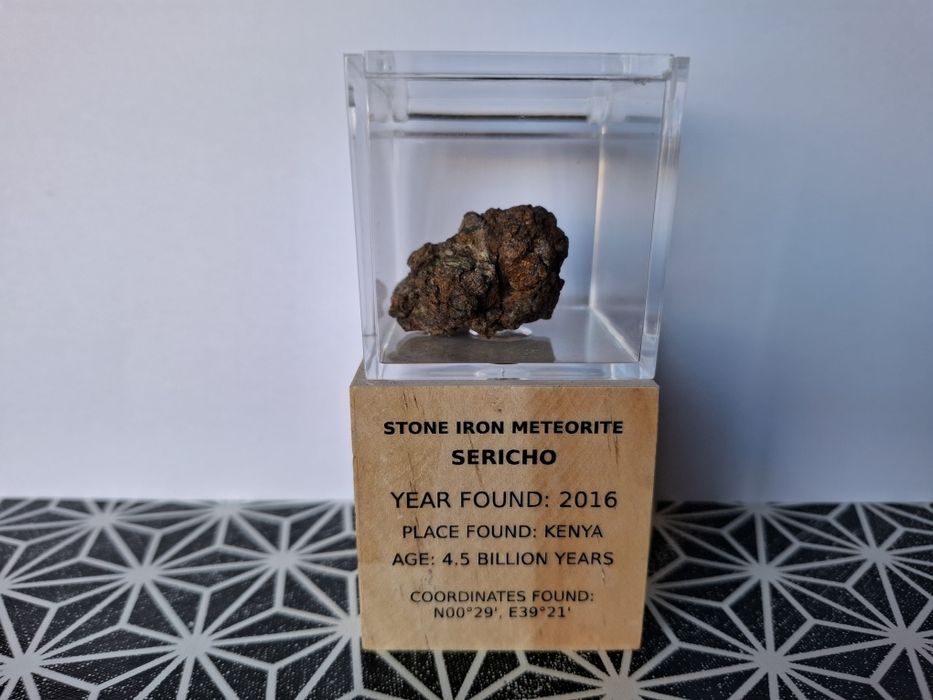 STONE IRON METEORITE
SERICHO
YEAR FOUND: 2016
PLACE FOUND: KENYA
AGE: 4.5 BILLION YEARS
COORDINATES FOUND:
N00°29', E39°21'